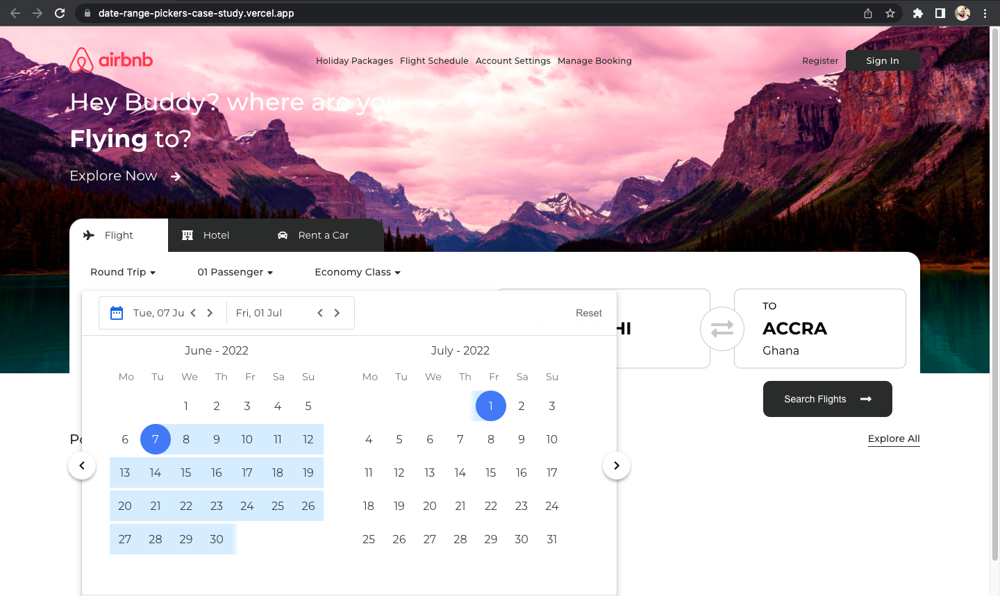 date-range-pickers-case-study.vercel.app
airbnb
Holiday Packages Flight Schedule Account Settings Manage Booking
Register Sign In
Hey Buddy? where are you
Flying to?
Explore Now
Flight Hotel Rent a Car
Round Trip 01 Passenger Economy Class
Tue, 07 Ju Fri, 01 Jul Reset
TO
ACCRA
Ghana
June - 2022
Mo Tu We Th Fr Sa Su
1 2 3 4 5
6 7 8 9 10 11 12
13 14 15 16 17 18 19
20 21 22 23 24 25 26
27 28 29 30
July - 2022
Mo Tu We Th Fr Sa Su
1 2 3
4 5 6 7 8 9 10
11 12 13 14 15 16 17
18 19 20 21 22 23 24
25 26 27 28 29 30 31
Search Flights
Explore All